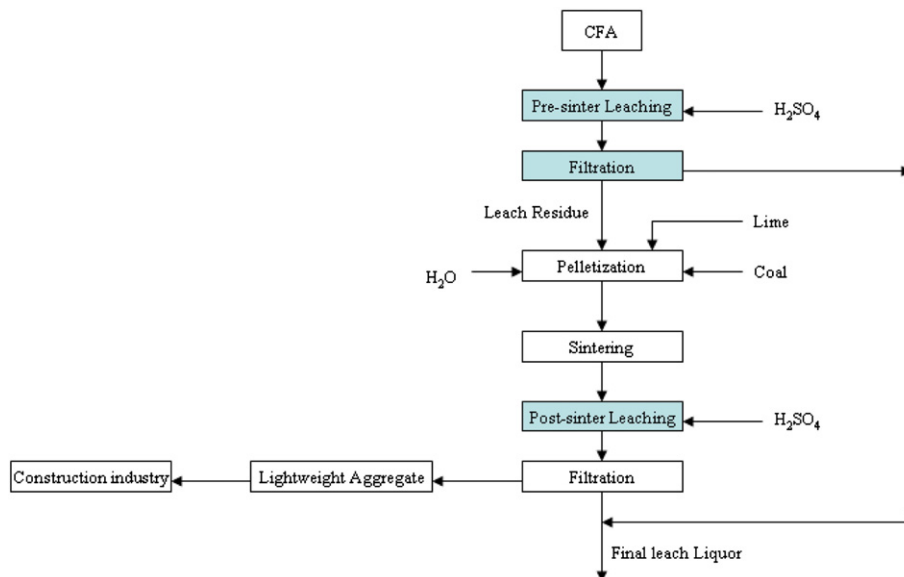 CFA
Pre-sinter Leaching
H₂SO₄
Filtration
Leach Residue
Lime
Pelletization
H₂O
Coal
Sintering
Post-sinter Leaching
H₂SO₄
Construction industry
Lightweight Aggregate
Filtration
Final leach Liquor